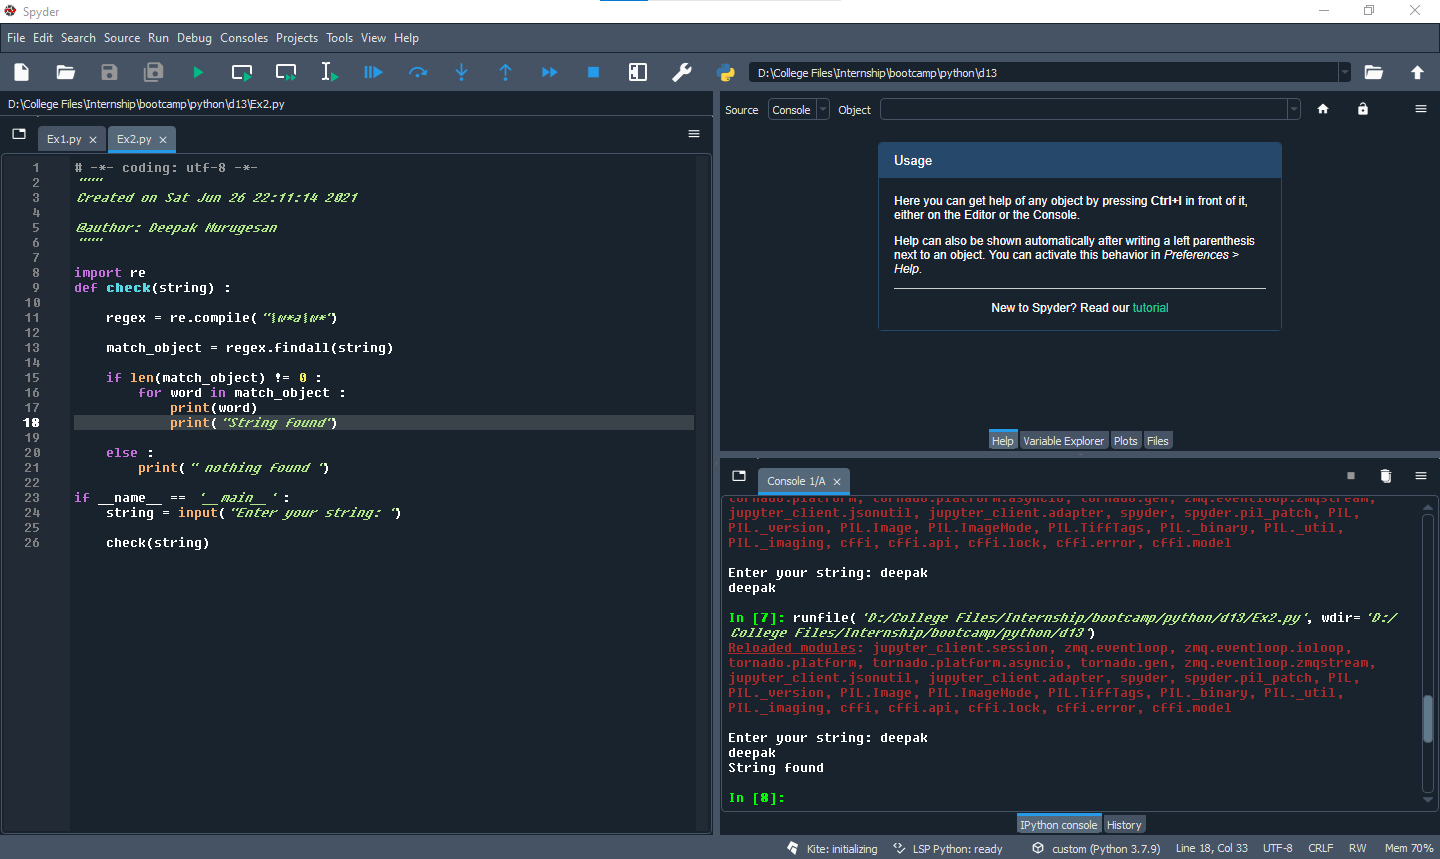 Spyder
File Edit Search Source Run Debug Consoles Projects Tools View Help
D:\College Files\Internship\bootcamp\python\d13
D:\College Files\Internship\bootcamp\python\d13\Ex2.py
Ex1.py
Ex2.py
1 # -*- coding: utf-8 -*-
2 """
3 Created on Sat Jun 26 22:11:14 2021
4
5 @author: Deepak Murugesan
6 """
7
8 import re
9 def check(string) :
10
11 regex = re.compile("\w*a\w*")
12
13 match_object = regex.findall(string)
14
15 if len(match_object) != 0 :
16 for word in match_object :
17 print(word)
18 print("String found")
19
20 else :
21 print(" nothing Found ")
22
23 if __name__ == '__main__' :
24 string = input("Enter your string: ")
25
26 check(string)
Source Console Object
Usage
Here you can get help of any object by pressing Ctrl+I in front of it,
either on the Editor or the Console.
Help can also be shown automatically after writing a left parenthesis
next to an object. You can activate this behavior in Preferences >
Help.
New to Spyder? Read our tutorial
Help Variable Explorer Plots Files
Console 1/A
tornado.platform, tornado.platform.asyncio, tornado.gen, zmq.eventloop.zmqstream,
jupyter_client.jsonutil, jupyter_client.adapter, spyder, spyder.pil_patch, PIL,
PIL._version, PIL.Image, PIL.ImageMode, PIL.TiffTags, PIL._binary, PIL._util,
PIL._imaging, cffi, cffi.api, cffi.lock, cffi.error, cffi.model
Enter your string: deepak
deepak
In [7]: runfile('D:/College Files/Internship/bootcamp/python/d13/Ex2.py', wdir='D:/
College Files/Internship/bootcamp/python/d13')
Reloaded modules: jupyter_client.session, zmq.eventloop, zmq.eventloop.ioloop,
tornado.platform, tornado.platform.asyncio, tornado.gen, zmq.eventloop.zmqstream,
jupyter_client.jsonutil, jupyter_client.adapter, spyder, spyder.pil_patch, PIL,
PIL._version, PIL.Image, PIL.ImageMode, PIL.TiffTags, PIL._binary, PIL._util,
PIL._imaging, cffi, cffi.api, cffi.lock, cffi.error, cffi.model
Enter your string: deepak
deepak
String found
In [8]:
IPython console History
Kite: initializing LSP Python: ready custom (Python 3.7.9) Line 18, Col 33 UTF-8 CRLF RW Mem 70%